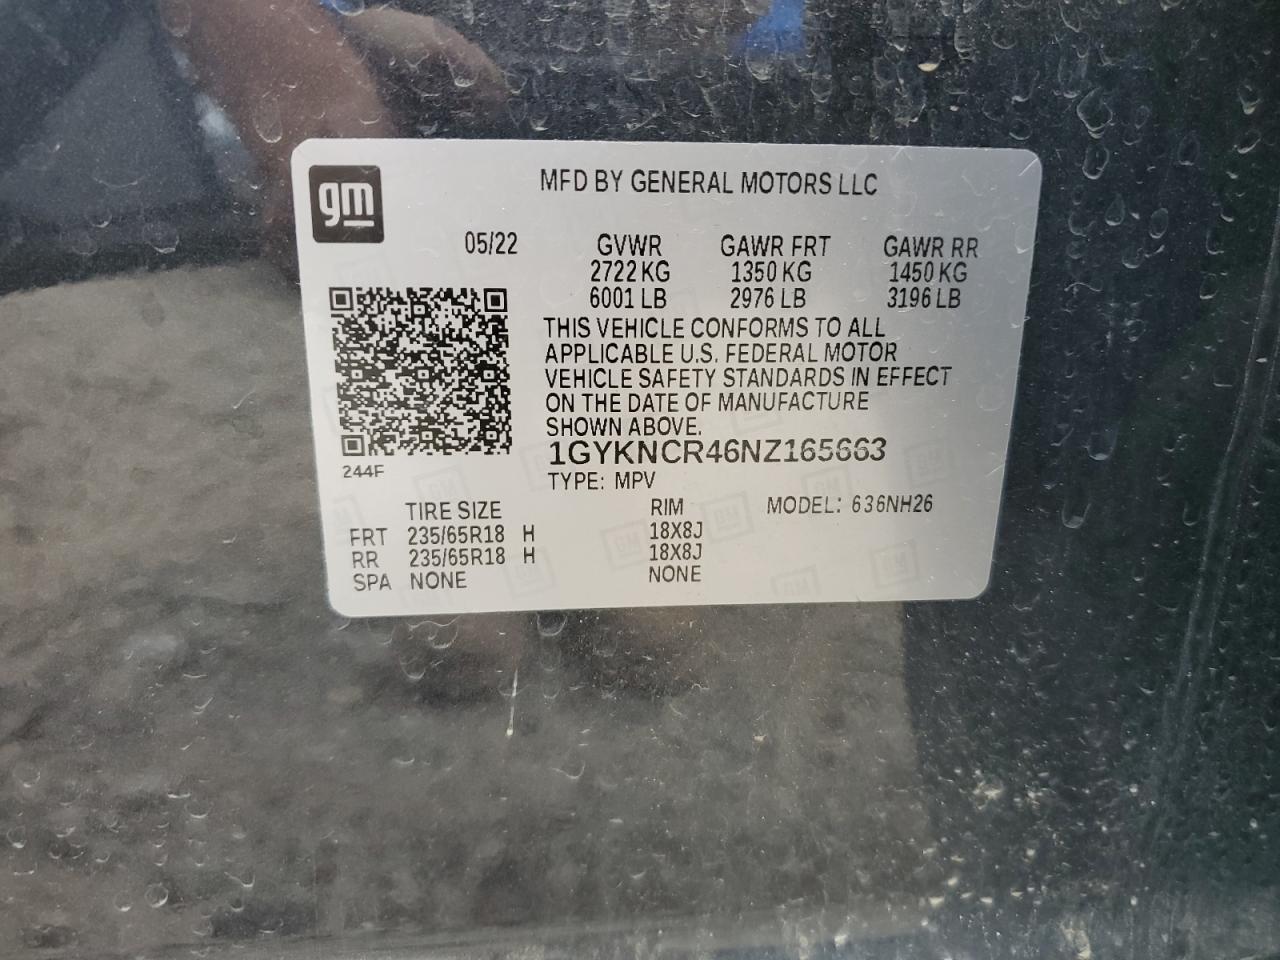 gm
MFD BY GENERAL MOTORS LLC
05/22 GVWR GAWR FRT GAWR RR
2722 KG 1350 KG 1450 KG
6001 LB 2976 LB 3196 LB
THIS VEHICLE CONFORMS TO ALL
APPLICABLE U.S. FEDERAL MOTOR
VEHICLE SAFETY STANDARDS IN EFFECT
ON THE DATE OF MANUFACTURE
SHOWN ABOVE.
1GYKNCR46NZ165663
244F
TYPE: MPV
TIRE SIZE RIM MODEL: 636NH26
FRT 235/65R18 H 18X8J
RR 235/65R18 H 18X8J
SPA NONE NONE